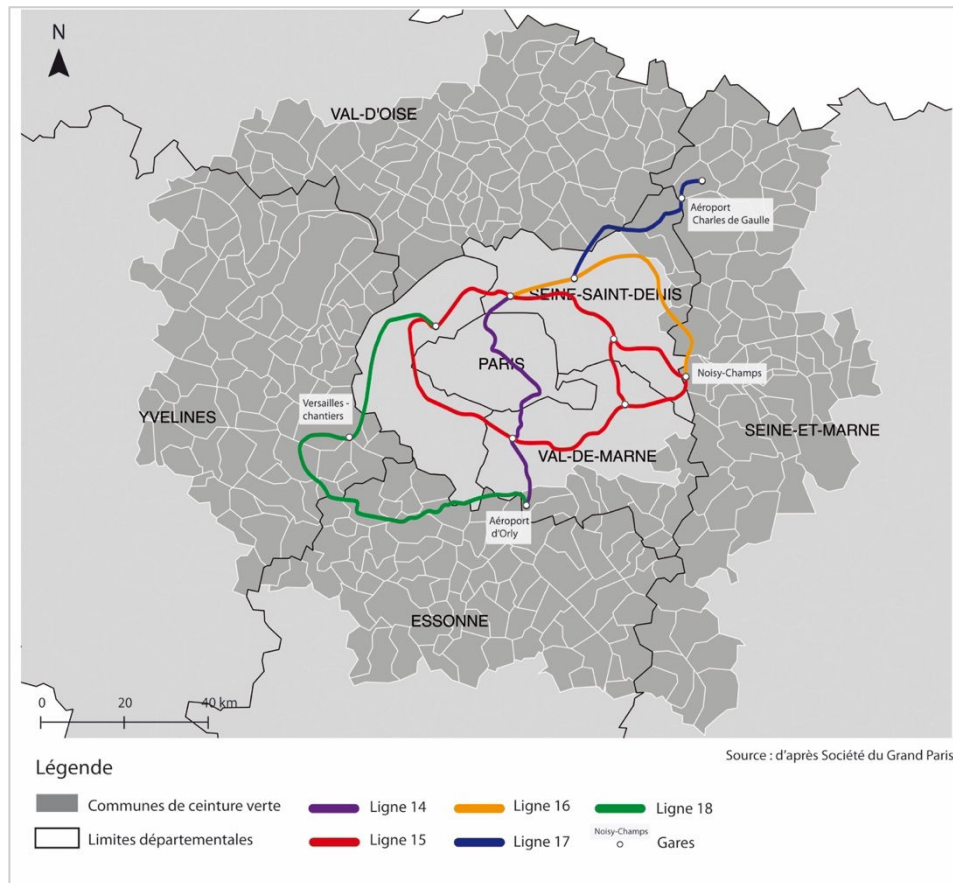 N
VAL-D'OISE
Aéroport
Charles de Gaulle
SEINE-SAINT-DENIS
PARIS
Noisy-Champs
Versailles -
chantiers
YVELINES
SEINE-ET-MARNE
VAL-DE-MARNE
Aéroport
d'Orly
ESSONNE
0 20 40 km
Source : d'après Société du Grand Paris
Légende
Communes de ceinture verte
Ligne 14
Ligne 16
Ligne 18
Limites départementales
Ligne 15
Ligne 17
Noisy-Champs
Gares